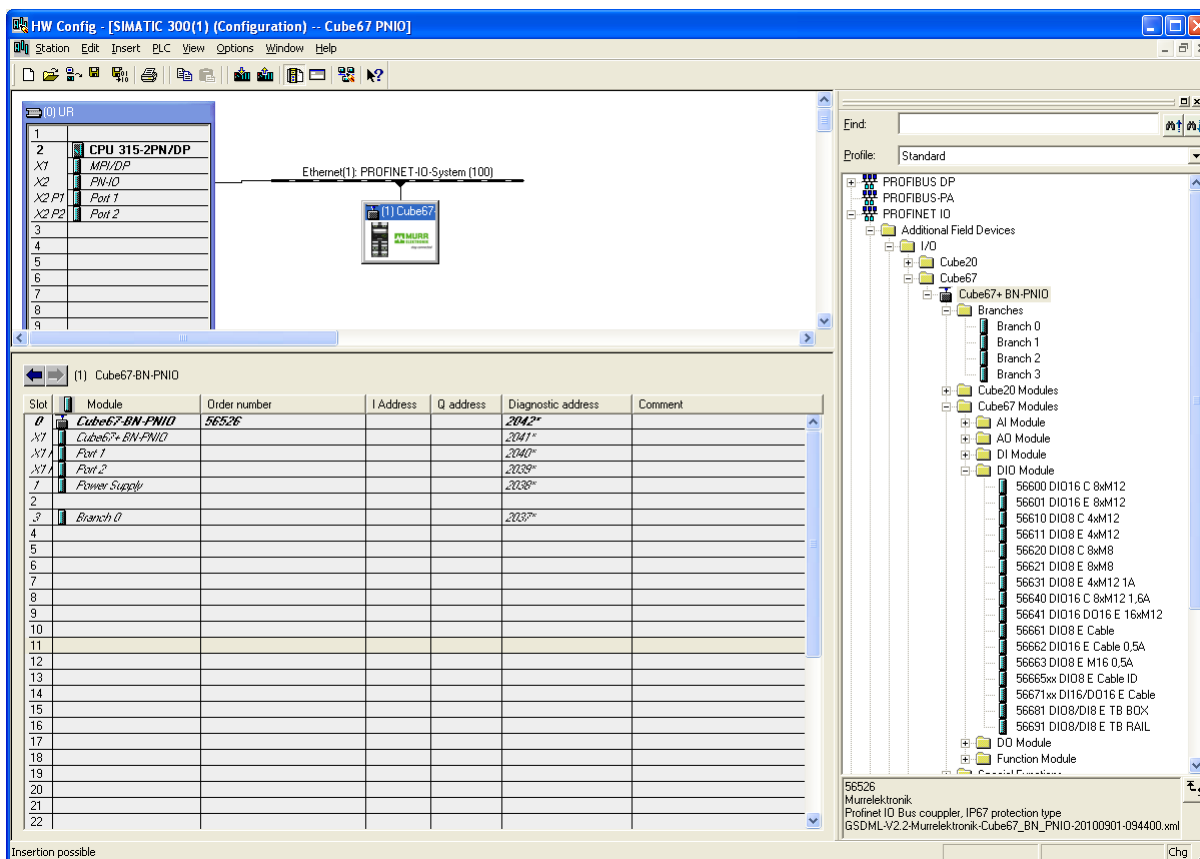 HW Config - [SIMATIC 300(1) (Configuration) -- Cube67 PNIO]
Station Edit Insert PLC View Options Window Help
(0) UR
1
2 CPU 315-2PN/DP
X1 MPI/DP
X2 PN-IO
X2 P1 Port 1
X2 P2 Port 2
3
4
5
6
7
8
9
Ethernet(1): PROFINET-IO-System (100)
(1) Cube67
MURR
ELEKTRONIK
(1) Cube67-BN-PNIO
Slot Module Order number I Address Q address Diagnostic address Comment
0 Cube67-BN-PNIO 56526 2042*
X1 Cube67+ BN-PNIO 2041*
X1 Port 1 2040*
X1 Port 2 2039*
1 Power Supply 2038*
2
3 Branch 0 2037*
4
5
6
7
8
9
10
11
12
13
14
15
16
17
18
19
20
21
22
Find:
Profile: Standard
PROFIBUS DP
PROFIBUS-PA
PROFINET IO
Additional Field Devices
I/O
Cube20
Cube67
Cube67+ BN-PNIO
Branches
Branch 0
Branch 1
Branch 2
Branch 3
Cube20 Modules
Cube67 Modules
AI Module
AO Module
DI Module
DIO Module
56600 DIO16 C 8xM12
56601 DIO16 E 8xM12
56610 DIO8 C 4xM12
56611 DIO8 E 4xM12
56620 DIO8 C 8xM8
56621 DIO8 E 8xM8
56631 DIO8 E 4xM12 1A
56640 DIO16 C 8xM12 1,6A
56641 DIO16 DO16 E 16xM12
56661 DIO8 E Cable
56662 DIO16 E Cable 0,5A
56663 DIO8 E M16 0,5A
56665xx DIO8 E Cable ID
56671xx DI16/DO16 E Cable
56681 DIO8/DI8 E TB BOX
56691 DIO8/DI8 E TB RAIL
DO Module
Function Module
56526
Murrelektronik
Profinet IO Bus couppler, IP67 protection type
GSDML-V2.2-Murrelektronik-Cube67_BN_PNIO-20100901-094400.xml
Insertion possible
Chg